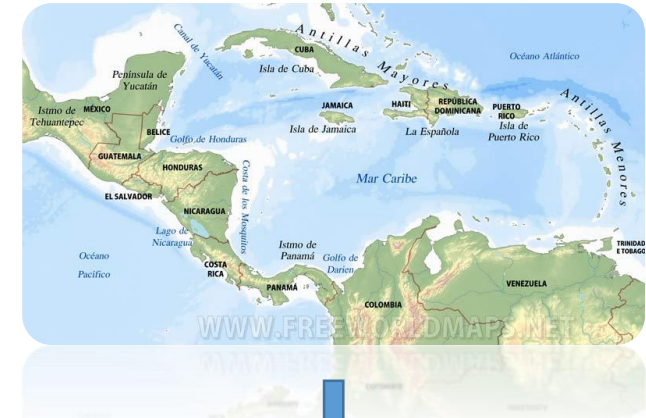 Canal de Yucatán
Antillas Mayores
CUBA
Isla de Cuba
Océano Atlántico
Península de
Yucatán
Istmo de
Tehuantepec
MÉXICO
JAMAICA
Isla de Jamaica
HAITI
REPÚBLICA
DOMINICANA
La Española
PUERTO
RICO
Isla de
Puerto Rico
Antillas Menores
BELICE
Golfo de Honduras
GUATEMALA
HONDURAS
Mar Caribe
EL SALVADOR
NICARAGUA
Costa de los Mosquitos
Lago de
Nicaragua
Océano
Pacífico
COSTA
RICA
Istmo de
Panamá
Golfo de
Darien
PANAMÁ
TRINIDAD
E TOBAGO
VENEZUELA
COLOMBIA
WWW.FREEWORLDMAPS.NET